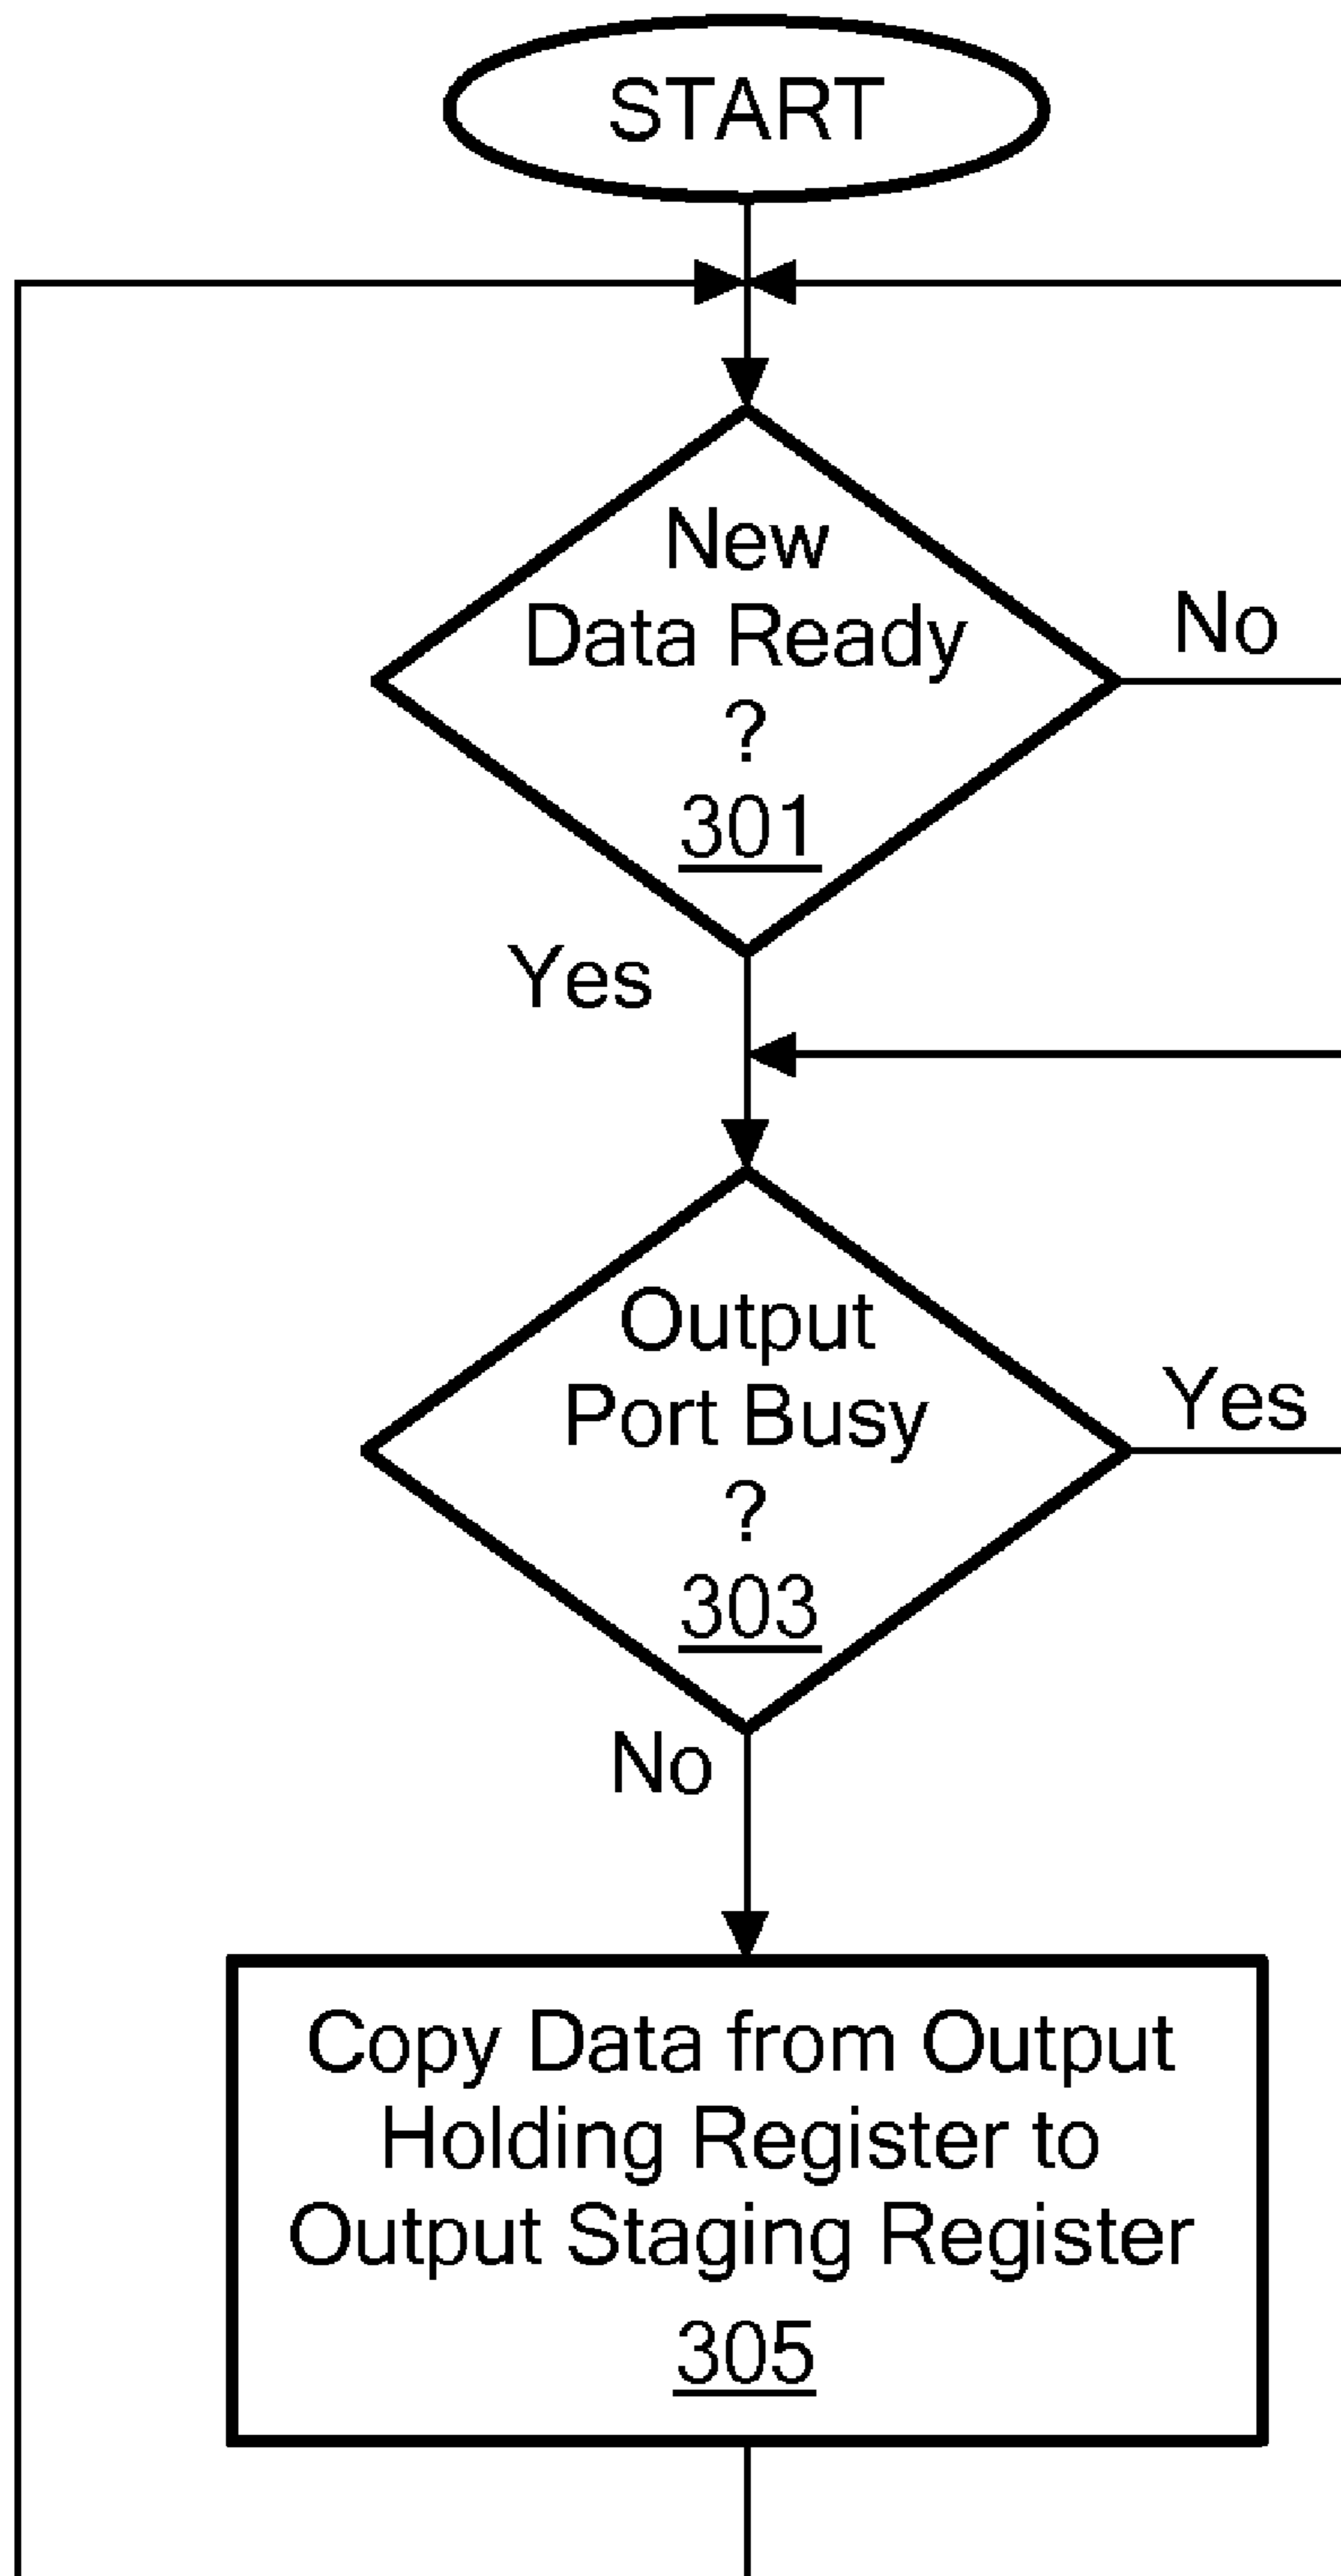 START
New
Data Ready
?
301
No
Yes
Output
Port Busy
?
303
Yes
No
Copy Data from Output
Holding Register to
Output Staging Register
305